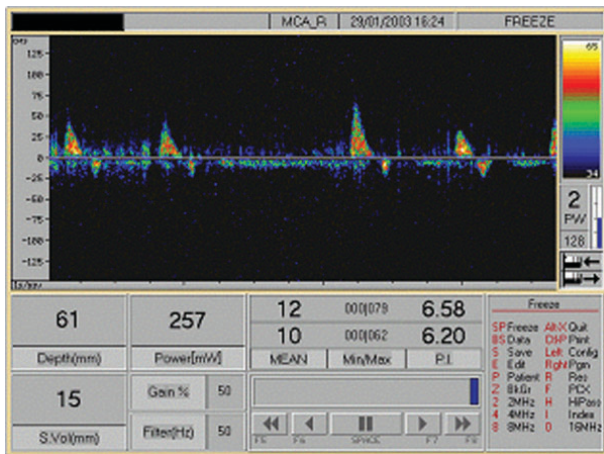 MCA_R 29/01/2003 16:24 FREEZE
125
100
75
50
25
0
-25
-50
-75
-100
-125
65
34
2
PW
128
61
Depth(mm)
257
Power[mW]
15
S.Vol(mm)
Gain % 50
Filter(Hz) 50
12 000|079 6.58
10 000|062 6.20
MEAN Min/Max P.I.
F5 F6 SPACE F7 F8
Freeze
SP Freeze Alt-X Quit
BS Data Print
S Save Left Config
E Edit Rght Pgm
P Patient R Res
Z BkGr F PCX
2 2MHz H HiPass
4 4MHz I Index
8 8MHz 0 16MHz